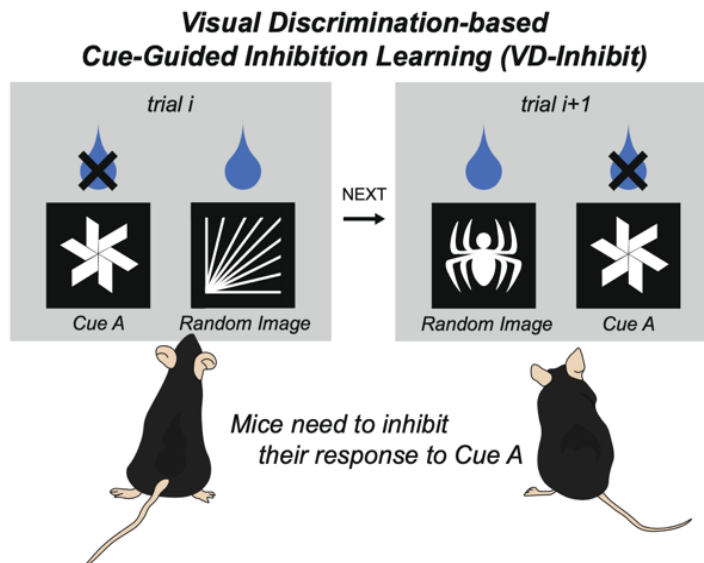 Visual Discrimination-based
Cue-Guided Inhibition Learning (VD-Inhibit)
trial i
trial i+1
NEXT
Cue A
Random Image
Random Image
Cue A
Mice need to inhibit
their response to Cue A